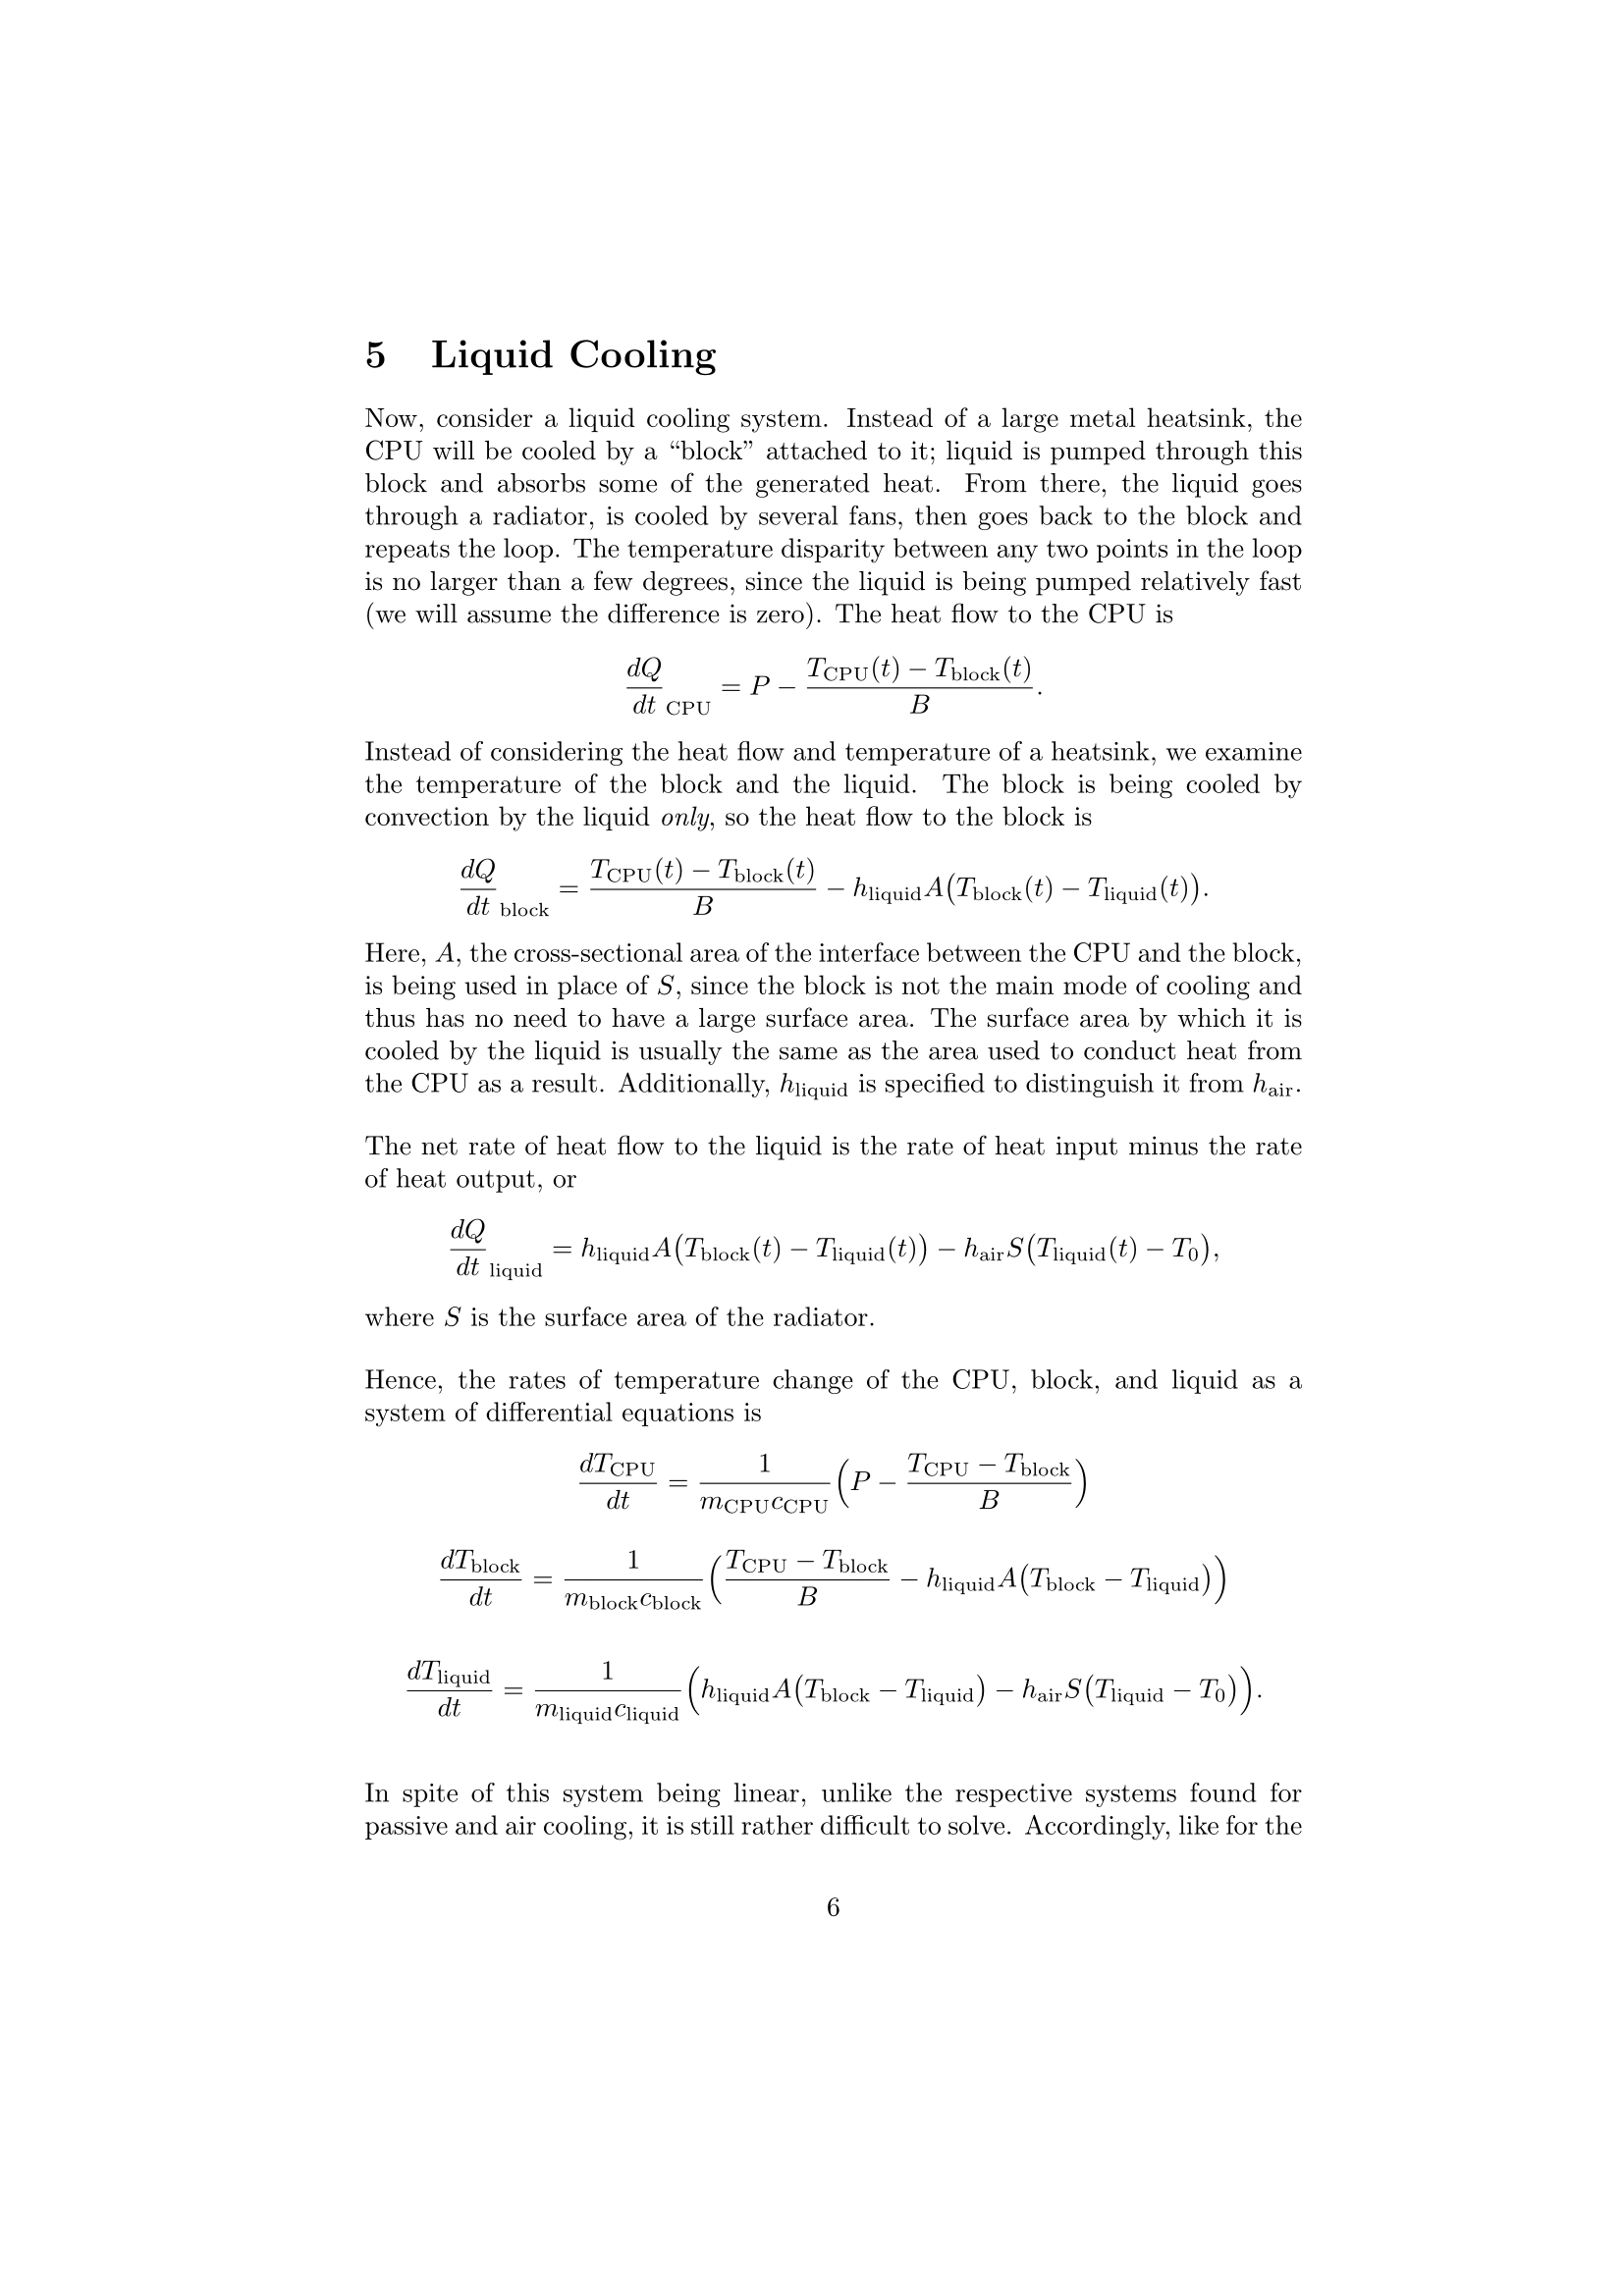 5 Liquid Cooling
Now, consider a liquid cooling system. Instead of a large metal heatsink, the
CPU will be cooled by a “block” attached to it; liquid is pumped through this
block and absorbs some of the generated heat. From there, the liquid goes
through a radiator, is cooled by several fans, then goes back to the block and
repeats the loop. The temperature disparity between any two points in the loop
is no larger than a few degrees, since the liquid is being pumped relatively fast
(we will assume the difference is zero). The heat flow to the CPU is
\frac{dQ}{dt}_{\text{CPU}} = P - \frac{T_{\text{CPU}}(t) - T_{\text{block}}(t)}{B}.
Instead of considering the heat flow and temperature of a heatsink, we examine
the temperature of the block and the liquid. The block is being cooled by
convection by the liquid only, so the heat flow to the block is
\frac{dQ}{dt}_{\text{block}} = \frac{T_{\text{CPU}}(t) - T_{\text{block}}(t)}{B} - h_{\text{liquid}}A(T_{\text{block}}(t) - T_{\text{liquid}}(t)).
Here, A, the cross-sectional area of the interface between the CPU and the block,
is being used in place of S, since the block is not the main mode of cooling and
thus has no need to have a large surface area. The surface area by which it is
cooled by the liquid is usually the same as the area used to conduct heat from
the CPU as a result. Additionally, h_{\text{liquid}} is specified to distinguish it from h_{\text{air}}.
The net rate of heat flow to the liquid is the rate of heat input minus the rate
of heat output, or
\frac{dQ}{dt}_{\text{liquid}} = h_{\text{liquid}}A(T_{\text{block}}(t) - T_{\text{liquid}}(t)) - h_{\text{air}}S(T_{\text{liquid}}(t) - T_0),
where S is the surface area of the radiator.
Hence, the rates of temperature change of the CPU, block, and liquid as a
system of differential equations is
\frac{dT_{\text{CPU}}}{dt} = \frac{1}{m_{\text{CPU}}c_{\text{CPU}}}(P - \frac{T_{\text{CPU}} - T_{\text{block}}}{B})
\frac{dT_{\text{block}}}{dt} = \frac{1}{m_{\text{block}}c_{\text{block}}}(\frac{T_{\text{CPU}} - T_{\text{block}}}{B} - h_{\text{liquid}}A(T_{\text{block}} - T_{\text{liquid}}))
\frac{dT_{\text{liquid}}}{dt} = \frac{1}{m_{\text{liquid}}c_{\text{liquid}}}(h_{\text{liquid}}A(T_{\text{block}} - T_{\text{liquid}}) - h_{\text{air}}S(T_{\text{liquid}} - T_0)).
In spite of this system being linear, unlike the respective systems found for
passive and air cooling, it is still rather difficult to solve. Accordingly, like for the
6